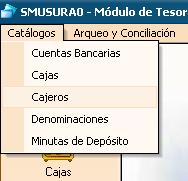 SMUSURA0 - Módulo de Tesor
Catálogos Arqueo y Conciliación
Cuentas Bancarias
Cajas
Cajeros
Denominaciones
Minutas de Depósito
Cajas